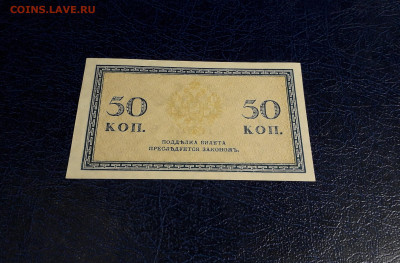 COINS.LAVE.RU
50 50
КОП. КОП.
ПОДДѢЛКА БИЛЕТА
ПРЕСЛѢДУЕТСЯ ЗАКОНОМЪ.